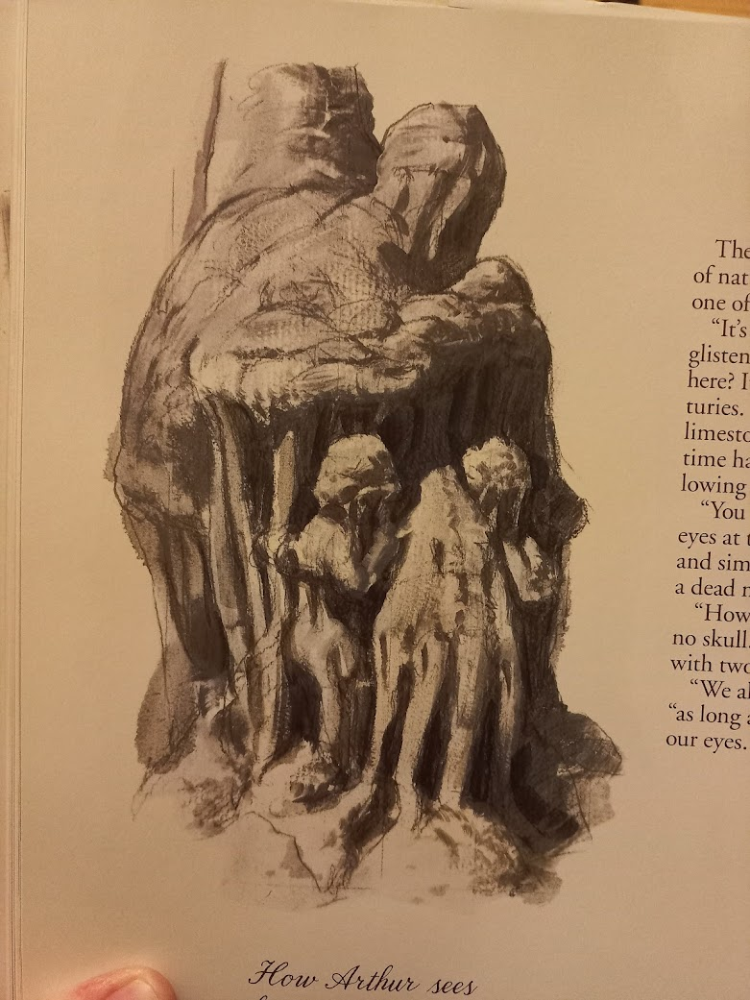 The
of nat
one of
“It’s
glisten
here? I
turies.
limesto
time ha
lowing
“You
eyes at t
and sim
a dead n
“How
no skull
with two
“We al
“as long a
our eyes.
How Arthur sees